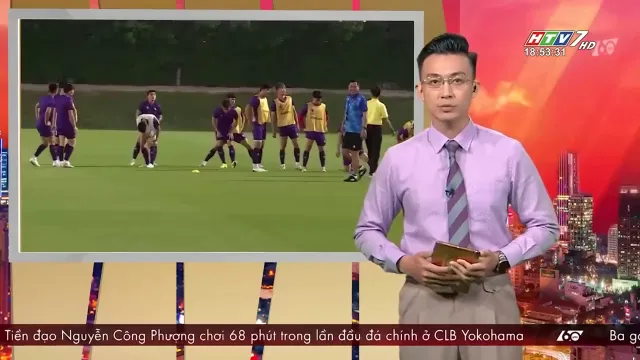 HTV7 HD
18:53:31
Tiền đạo Nguyễn Công Phượng chơi 68 phút trong lần đầu đá chính ở CLB Yokohama
60 Ba g